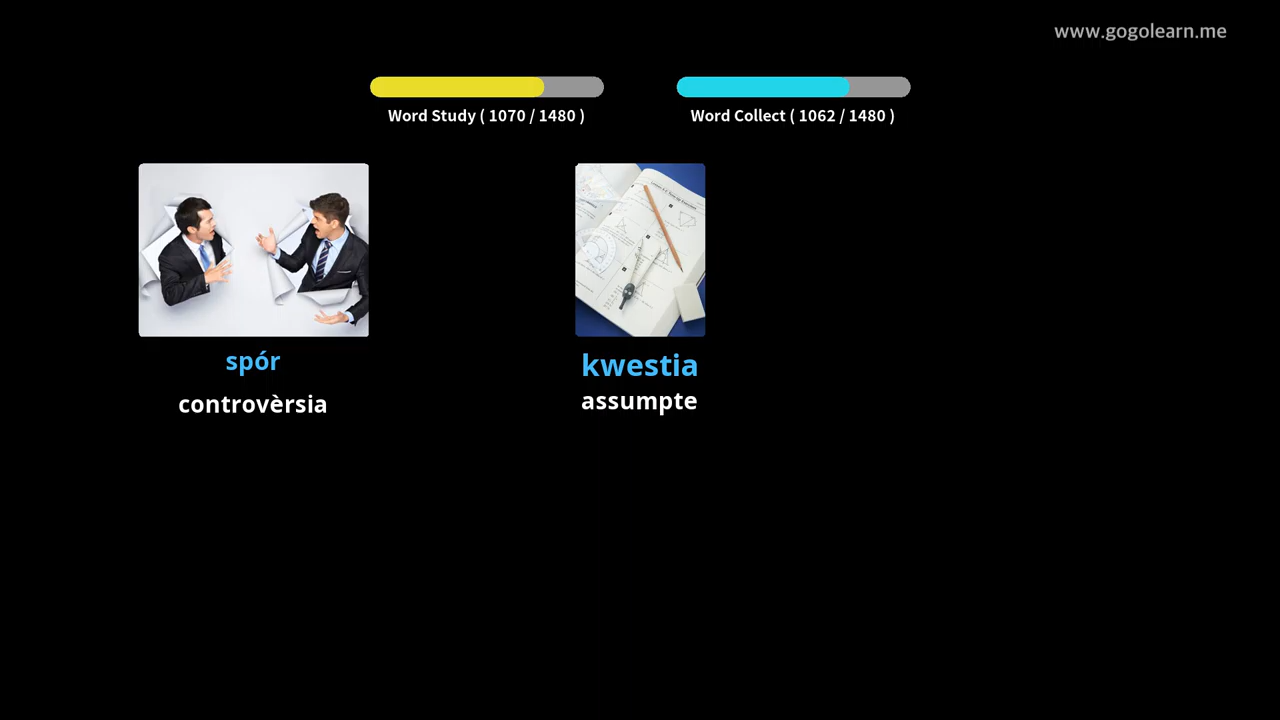 www.gogolearn.me
Word Study ( 1070 / 1480 )
Word Collect ( 1062 / 1480 )
spór
controvèrsia
kwestia
assumpte